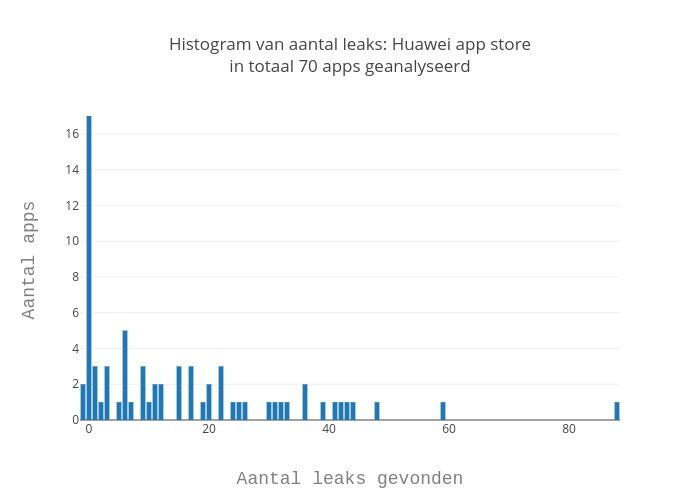 Histogram van aantal leaks: Huawei app store
in totaal 70 apps geanalyseerd
16
14
12
10
8
6
4
2
0
Aantal apps
0 20 40 60 80
Aantal leaks gevonden